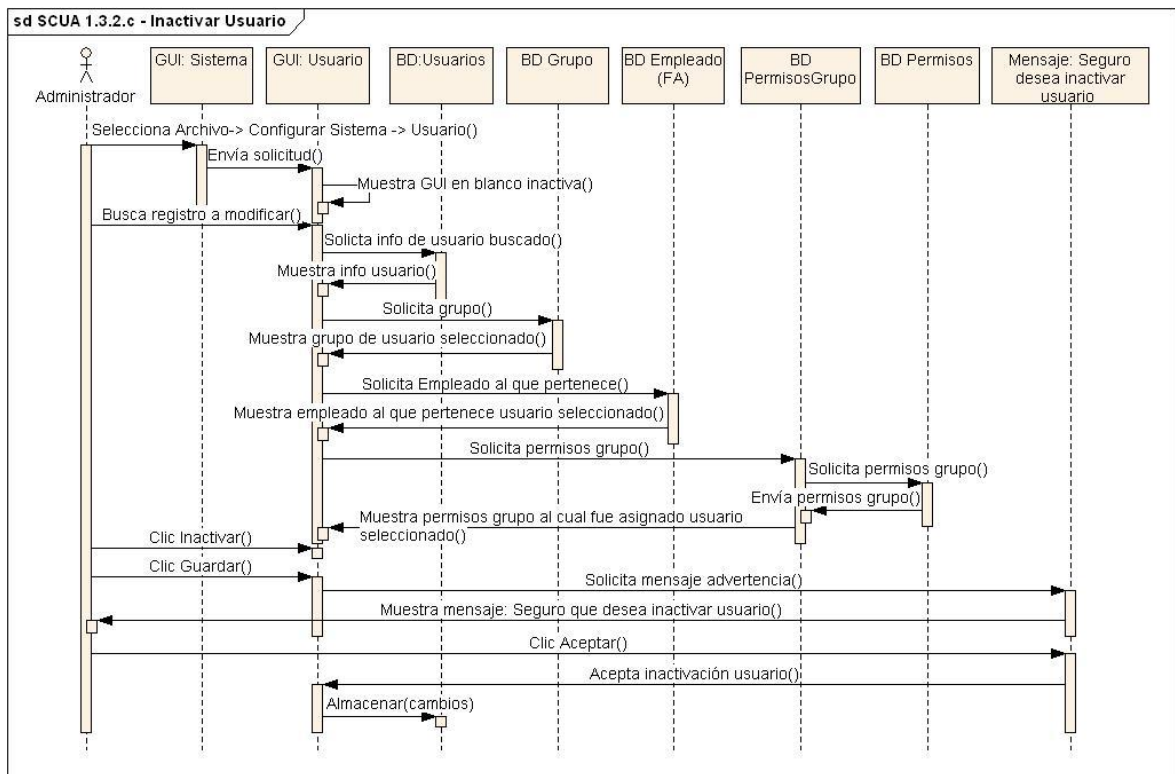 sd SCUA 1.3.2.c - Inactivar Usuario
GUI: Sistema
GUI: Usuario
BD:Usuarios
BD Grupo
BD Empleado
(FA)
BD
PermisosGrupo
BD Permisos
Mensaje: Seguro
desea inactivar
usuario
Administrador
Selecciona Archivo-> Configurar Sistema -> Usuario()
Envía solicitud()
Muestra GUI en blanco inactiva()
Busca registro a modificar()
Solicta info de usuario buscado()
Muestra info usuario()
Solicita grupo()
Muestra grupo de usuario seleccionado()
Solicita Empleado al que pertenece()
Muestra empleado al que pertenece usuario seleccionado()
Solicita permisos grupo()
Solicita permisos grupo()
Envía permisos grupo()
Muestra permisos grupo al cual fue asignado usuario
seleccionado()
Clic Inactivar()
Clic Guardar()
Solicita mensaje advertencia()
Muestra mensaje: Seguro que desea inactivar usuario()
Clic Aceptar()
Acepta inactivación usuario()
Almacenar(cambios)